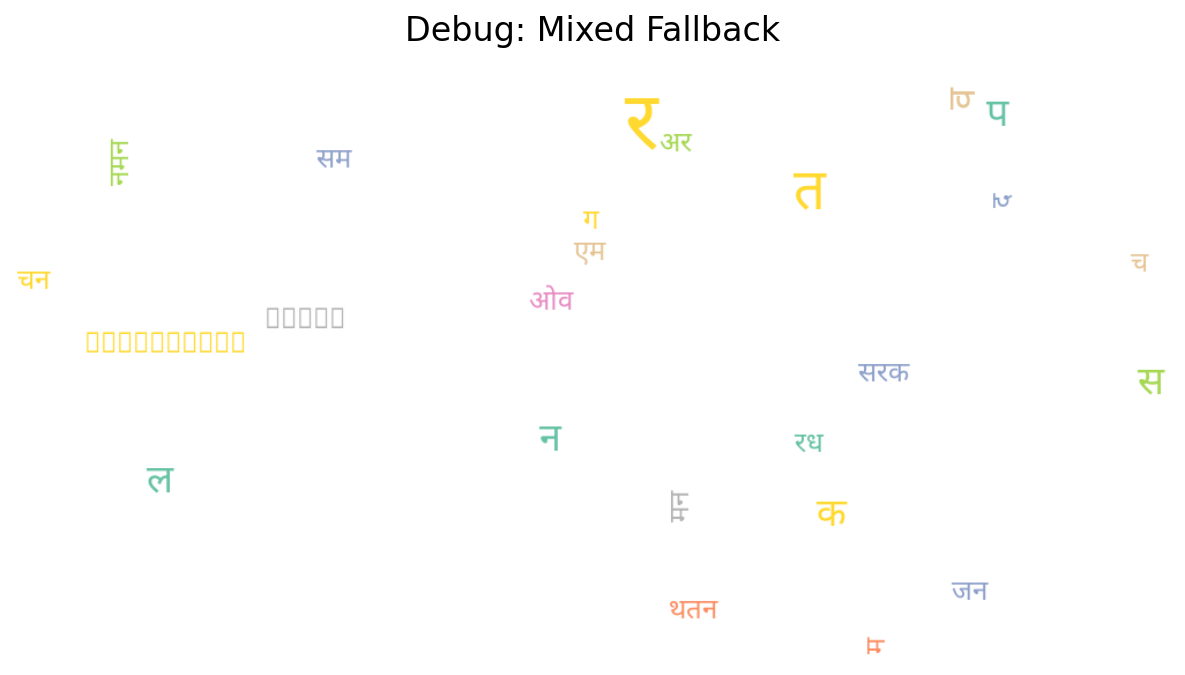 Debug: Mixed Fallback
र
व
प
अर
नमन
सम
त
ग
एम
च
चन
ओव
सरक
स
न
रध
ल
मन
क
जन
थतन
म